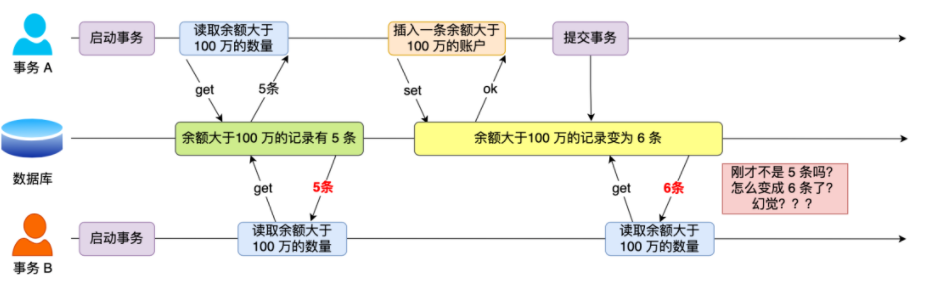 启动事务
读取余额大于
100 万的数量
插入一条余额大于
100 万的账户
提交事务
事务 A
get
5条
set
ok
余额大于100 万的记录有 5 条
余额大于100 万的记录变为 6 条
数据库
get
5条
get
6条
刚才不是 5 条吗?
怎么变成 6 条了?
幻觉? ? ?
启动事务
读取余额大于
100 万的数量
读取余额大于
100 万的数量
事务 B